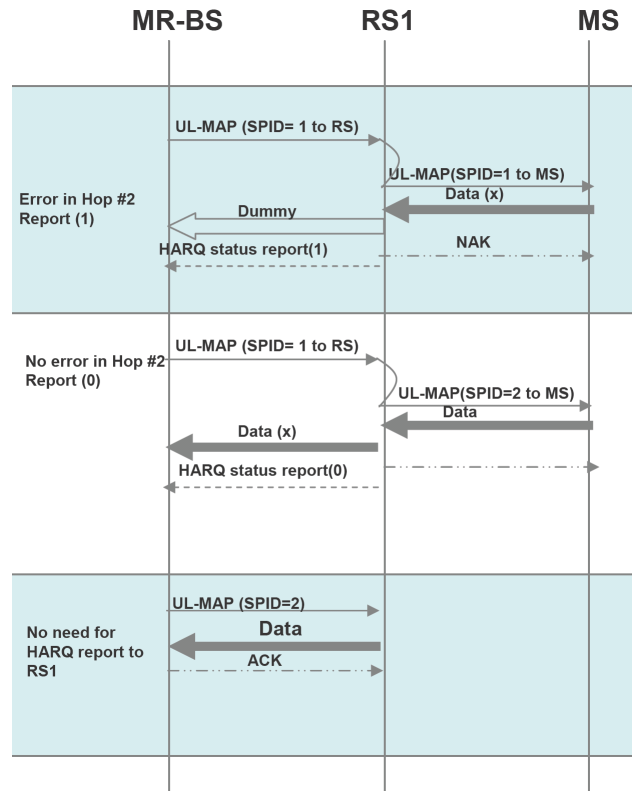 MR-BS RS1 MS
UL-MAP (SPID= 1 to RS)
UL-MAP(SPID=1 to MS)
Error in Hop #2
Report (1)
Data (x)
Dummy
HARQ status report(1)
NAK
UL-MAP (SPID= 1 to RS)
No error in Hop #2
Report (0)
UL-MAP(SPID=2 to MS)
Data
Data (x)
HARQ status report(0)
UL-MAP (SPID=2)
No need for
HARQ report to
RS1
Data
ACK